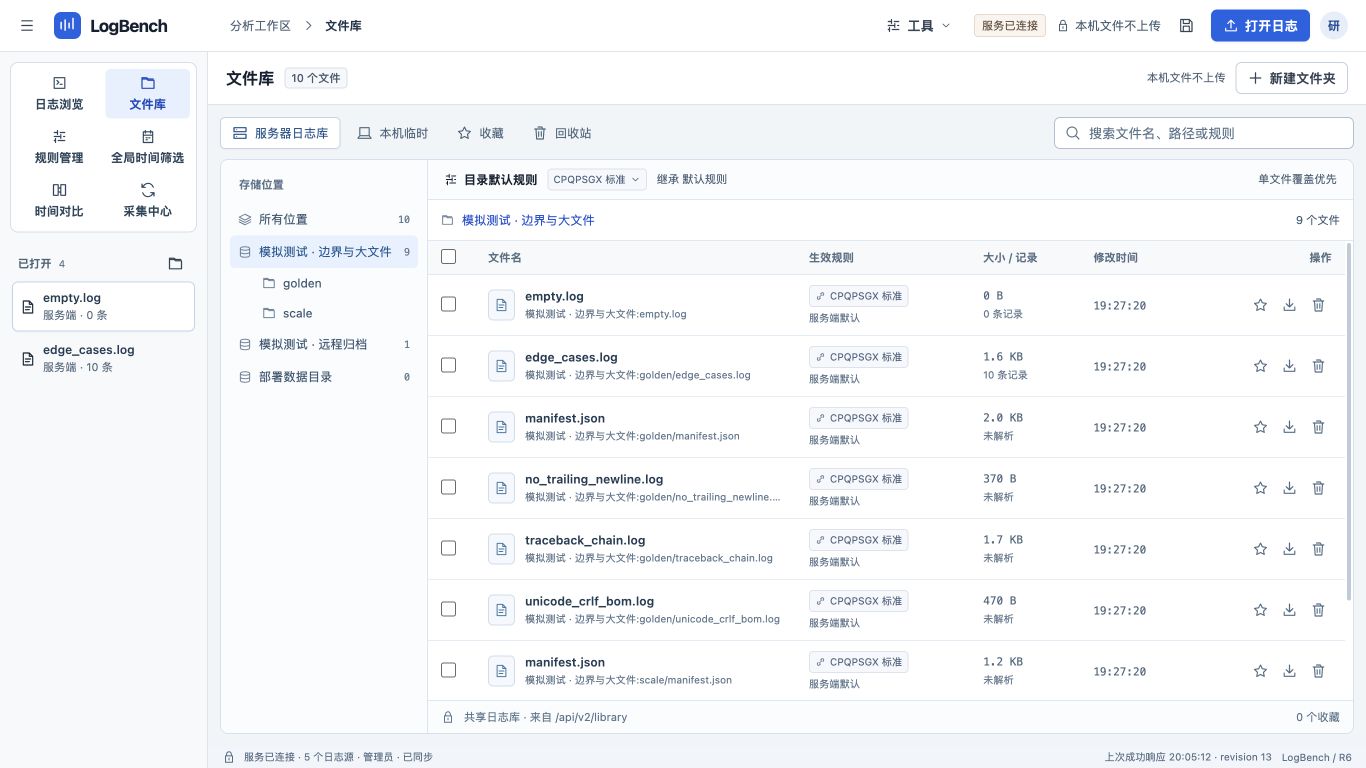 LogBench
分析工作区
文件库
工具
服务已连接
本机文件不上传
打开日志
研
日志浏览
文件库
规则管理
全局时间筛选
时间对比
采集中心
已打开 4
empty.log
服务端 · 0 条
edge_cases.log
服务端 · 10 条
文件库
10 个文件
本机文件不上传
新建文件夹
服务器日志库
本机临时
收藏
回收站
搜索文件名、路径或规则
存储位置
所有位置 10
模拟测试 · 边界与大文件 9
golden
scale
模拟测试 · 远程归档 1
部署数据目录 0
目录默认规则
CPQPSGX 标准
继承 默认规则
单文件覆盖优先
模拟测试 · 边界与大文件
9 个文件
文件名 生效规则 大小 / 记录 修改时间 操作
empty.log
模拟测试 · 边界与大文件:empty.log
CPQPSGX 标准
服务端默认
0 B
0 条记录
19:27:20
edge_cases.log
模拟测试 · 边界与大文件:golden/edge_cases.log
CPQPSGX 标准
服务端默认
1.6 KB
10 条记录
19:27:20
manifest.json
模拟测试 · 边界与大文件:golden/manifest.json
CPQPSGX 标准
服务端默认
2.0 KB
未解析
19:27:20
no_trailing_newline.log
模拟测试 · 边界与大文件:golden/no_trailing_newline....
CPQPSGX 标准
服务端默认
370 B
未解析
19:27:20
traceback_chain.log
模拟测试 · 边界与大文件:golden/traceback_chain.log
CPQPSGX 标准
服务端默认
1.7 KB
未解析
19:27:20
unicode_crlf_bom.log
模拟测试 · 边界与大文件:golden/unicode_crlf_bom.log
CPQPSGX 标准
服务端默认
470 B
未解析
19:27:20
manifest.json
模拟测试 · 边界与大文件:scale/manifest.json
CPQPSGX 标准
服务端默认
1.2 KB
未解析
19:27:20
共享日志库 · 来自 /api/v2/library
0 个收藏
服务已连接 · 5 个日志源 · 管理员 · 已同步
上次成功响应 20:05:12 · revision 13
LogBench / R6